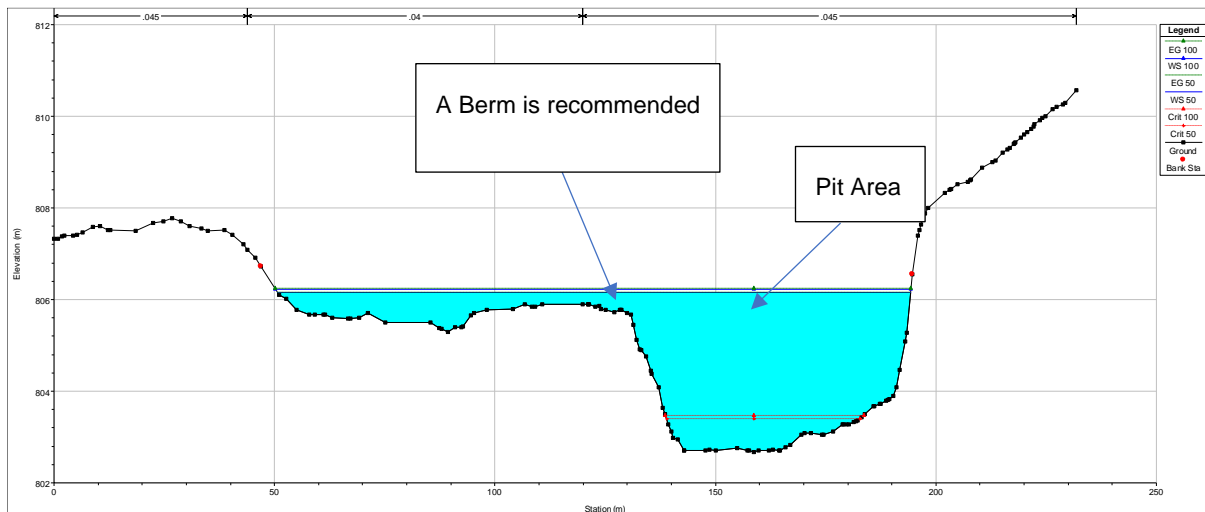 .045
.04
.045
Legend
EG 100
WS 100
EG 50
WS 50
Crit 100
Crit 50
Ground
Bank Sta
A Berm is recommended
Pit Area
812
810
808
806
804
802
Elevation (m)
0
50
100
150
200
250
Station (m)